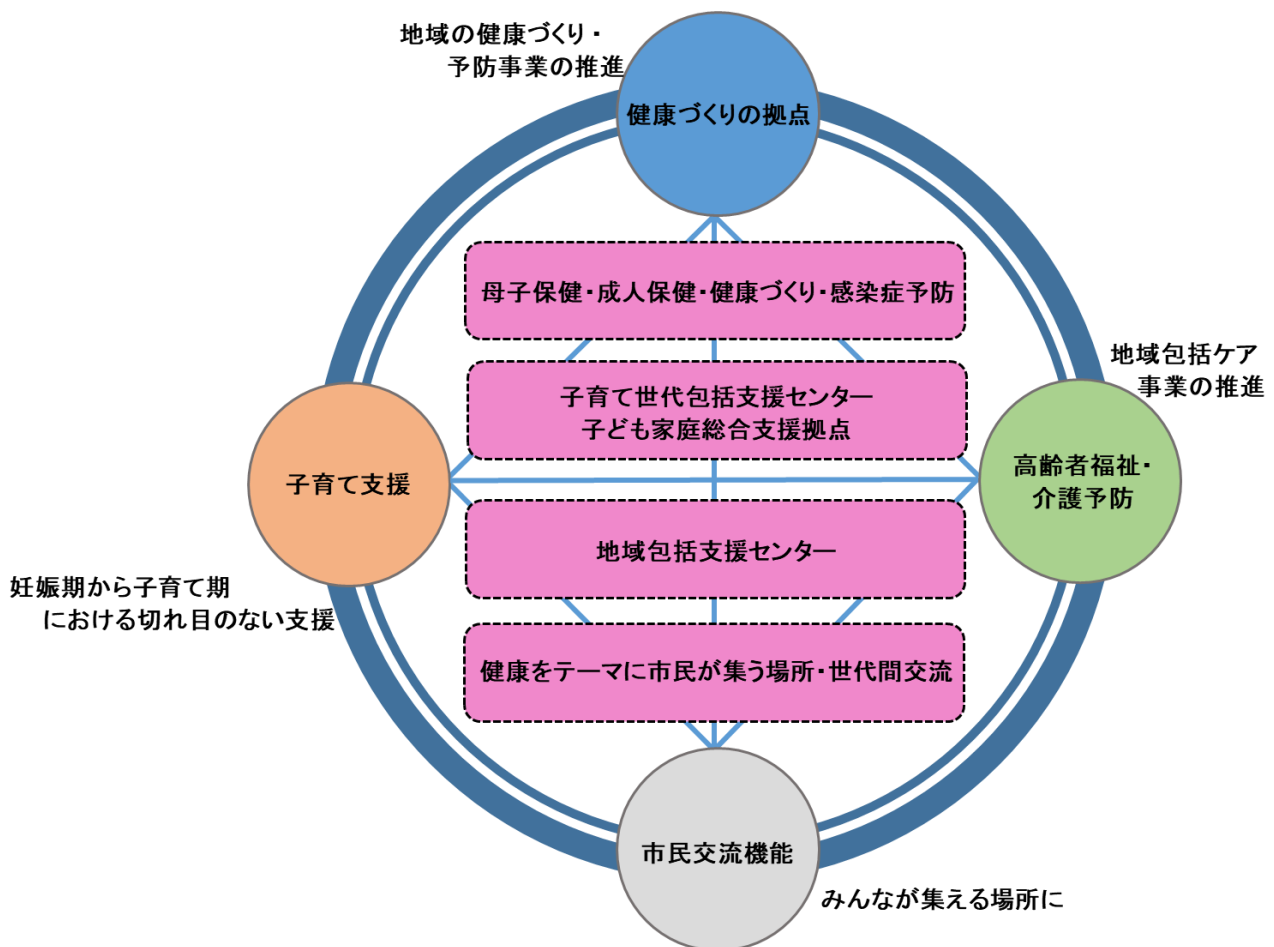 地域の健康づくり・
予防事業の推進
健康づくりの拠点
母子保健・成人保健・健康づくり・感染症予防
地域包括ケア
事業の推進
子育て世代包括支援センター
子ども家庭総合支援拠点
子育て支援
高齢者福祉・
介護予防
地域包括支援センター
妊娠期から子育て期
における切れ目のない支援
健康をテーマに市民が集う場所・世代間交流
市民交流機能
みんなが集える場所に